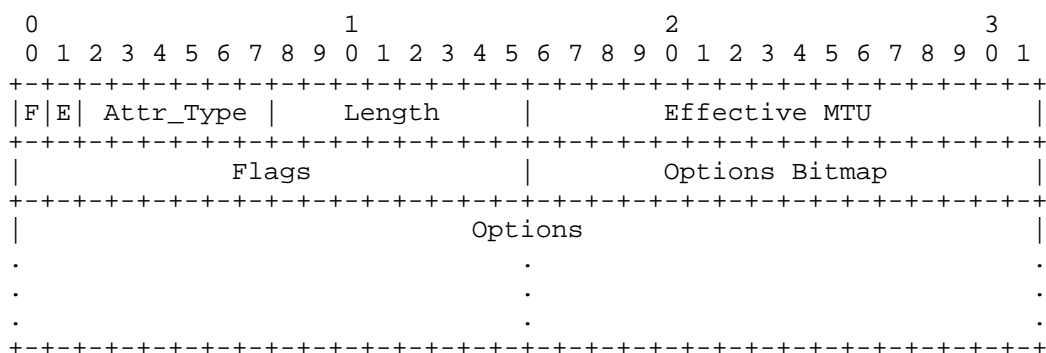 0                   1                   2                   3
 0 1 2 3 4 5 6 7 8 9 0 1 2 3 4 5 6 7 8 9 0 1 2 3 4 5 6 7 8 9 0 1
+-+-+-+-+-+-+-+-+-+-+-+-+-+-+-+-+-+-+-+-+-+-+-+-+-+-+-+-+-+-+-+-+
|F|E| Attr_Type |    Length     |        Effective MTU          |
+-+-+-+-+-+-+-+-+-+-+-+-+-+-+-+-+-+-+-+-+-+-+-+-+-+-+-+-+-+-+-+-+
|             Flags             |        Options Bitmap         |
+-+-+-+-+-+-+-+-+-+-+-+-+-+-+-+-+-+-+-+-+-+-+-+-+-+-+-+-+-+-+-+-+
|                            Options                            |
.                               .                               .
.                               .                               .
.                               .                               .
+-+-+-+-+-+-+-+-+-+-+-+-+-+-+-+-+-+-+-+-+-+-+-+-+-+-+-+-+-+-+-+-+